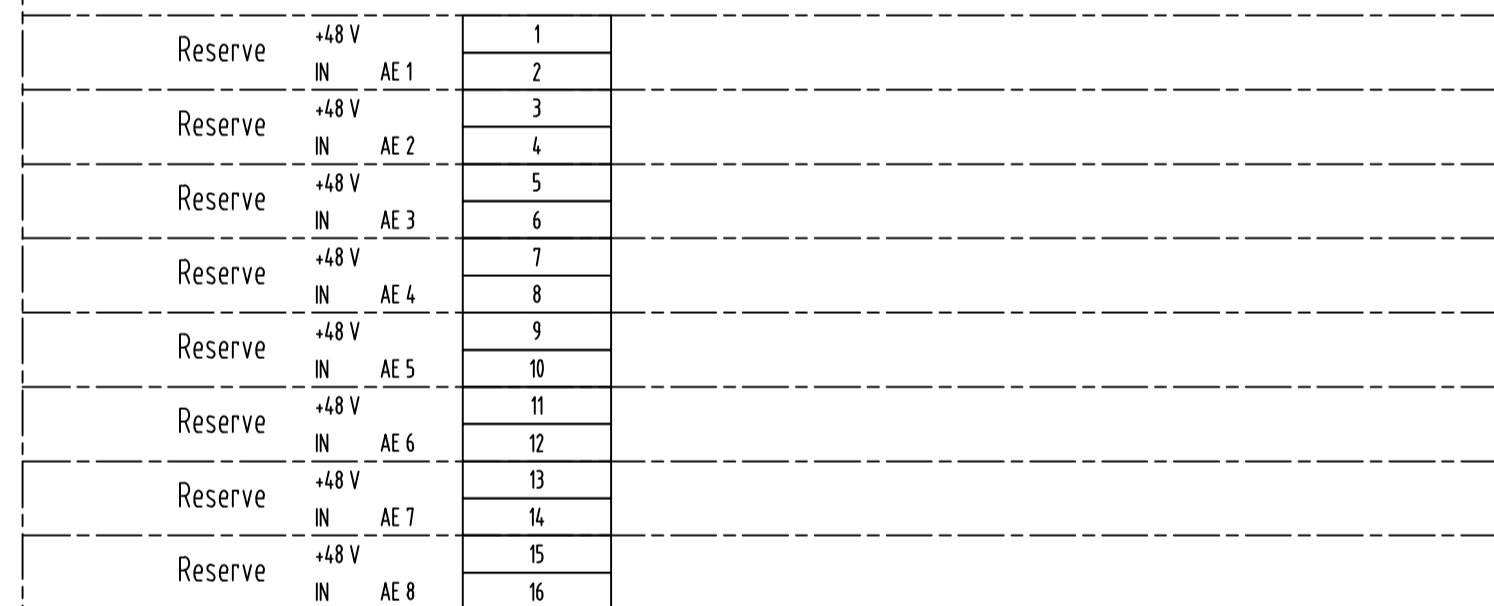 +48 V 1
Reserve
IN AE 1 2
+48 V 3
Reserve
IN AE 2 4
+48 V 5
Reserve
IN AE 3 6
+48 V 7
Reserve
IN AE 4 8
+48 V 9
Reserve
IN AE 5 10
+48 V 11
Reserve
IN AE 6 12
+48 V 13
Reserve
IN AE 7 14
+48 V 15
Reserve
IN AE 8 16